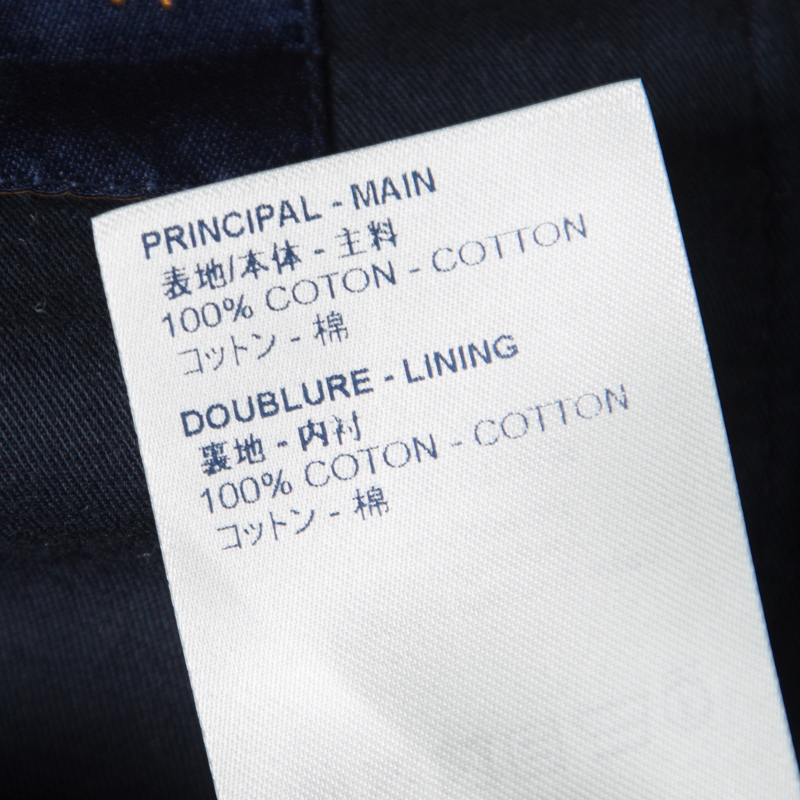 PRINCIPAL - MAIN
表地/本体 - 主料
100% COTON - COTTON
コットン - 棉
DOUBLURE - LINING
裏地 - 内衬
100% COTON - COTTON
コットン - 棉